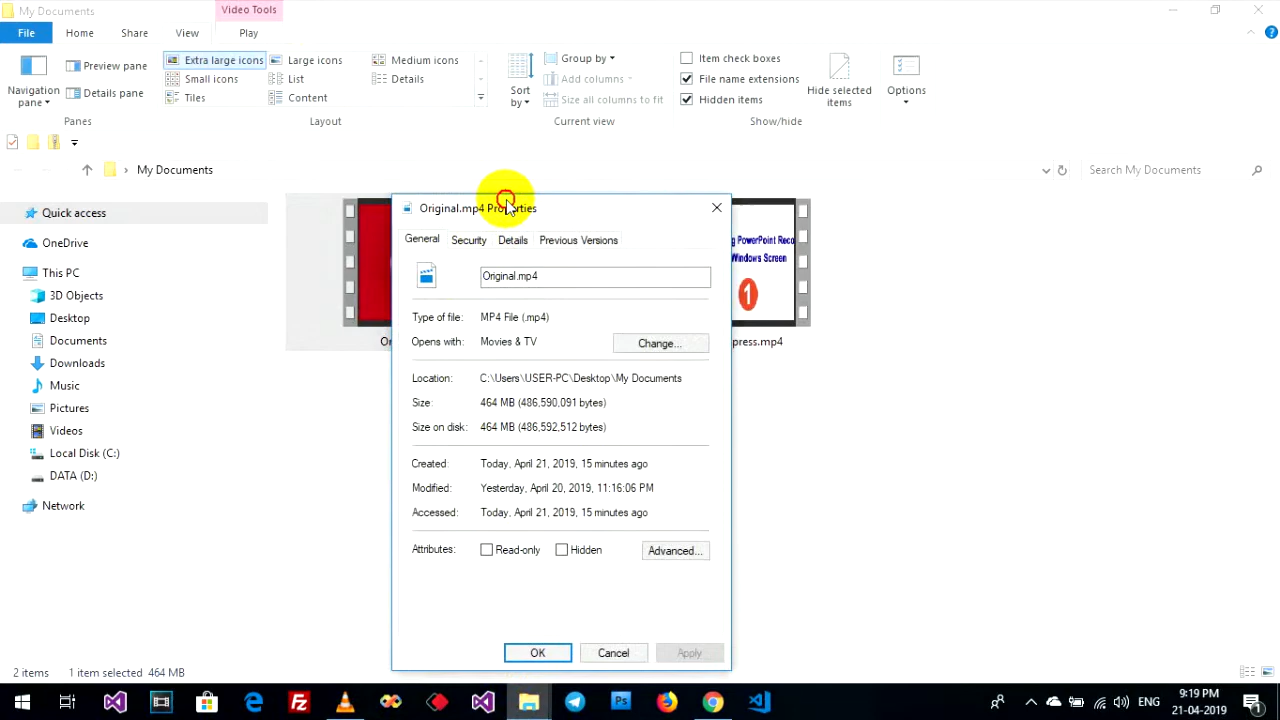 My Documents
Video Tools
File
Home
Share
View
Play
Navigation pane
Preview pane
Details pane
Panes
Extra large icons
Large icons
Medium icons
Small icons
List
Details
Tiles
Content
Layout
Sort by
Group by
Add columns
Size all columns to fit
Current view
Item check boxes
File name extensions
Hidden items
Hide selected items
Show/hide
Options
My Documents
Search My Documents
Quick access
OneDrive
This PC
3D Objects
Desktop
Documents
Downloads
Music
Pictures
Videos
Local Disk (C:)
DATA (D:)
Network
Original.mp4 Properties
General
Security
Details
Previous Versions
Original.mp4
Type of file: MP4 File (.mp4)
Opens with: Movies & TV
Change...
Location: C:\Users\USER-PC\Desktop\My Documents
Size: 464 MB (486,590,091 bytes)
Size on disk: 464 MB (486,592,512 bytes)
Created: Today, April 21, 2019, 15 minutes ago
Modified: Yesterday, April 20, 2019, 11:16:06 PM
Accessed: Today, April 21, 2019, 15 minutes ago
Attributes: Read-only Hidden Advanced...
OK
Cancel
Apply
g PowerPoint Reco
Windows Screen
1
press.mp4
2 items 1 item selected 464 MB
ENG
9:19 PM
21-04-2019